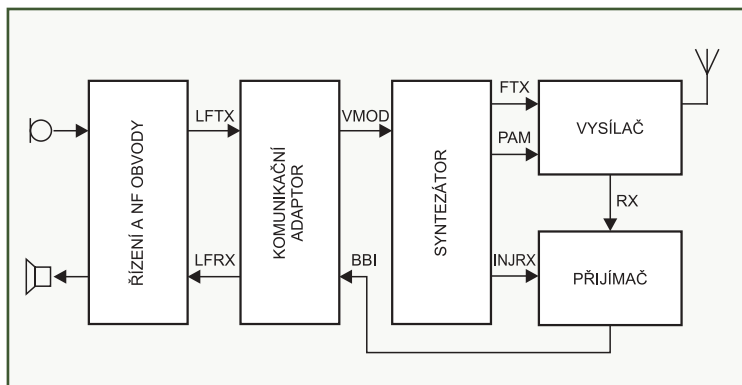 ŘÍZENÍ A NF OBVODY
LFTX
LFRX
KOMUNIKAČNÍ
ADAPTOR
VMOD
BBI
SYNTEZÁTOR
FTX
PAM
INJRX
VYSÍLAČ
RX
PŘIJÍMAČ